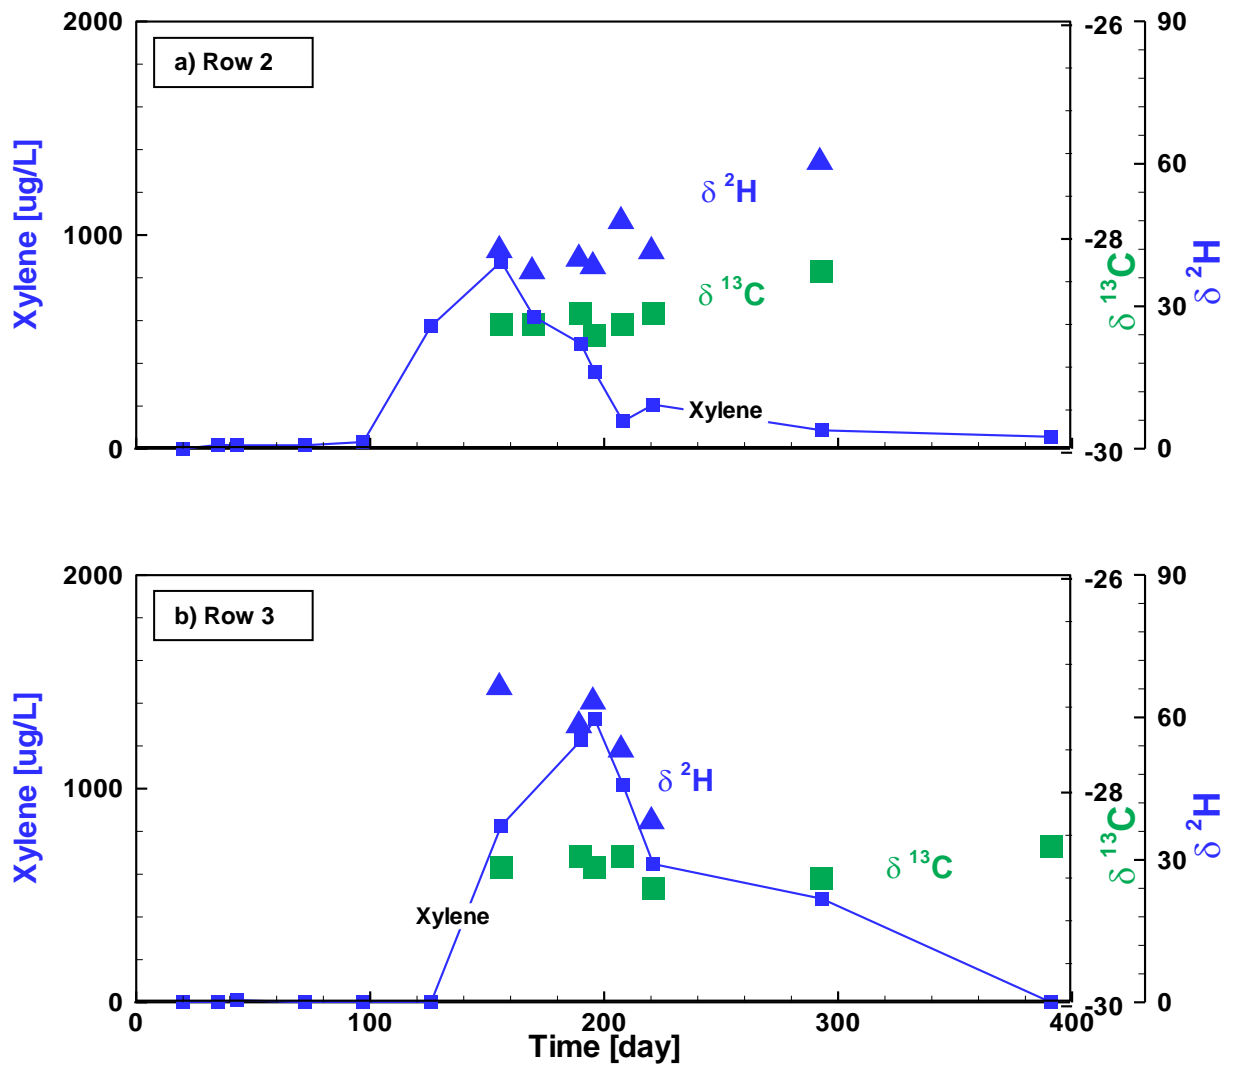 2000
1000
0
Xylene [ug/L]
a) Row 2
δ ²H
δ ¹³C
Xylene
-26
-28
-30
δ ¹³C
90
60
30
0
δ ²H
2000
1000
0
Xylene [ug/L]
b) Row 3
δ ²H
δ ¹³C
Xylene
-26
-28
-30
δ ¹³C
90
60
30
0
δ ²H
0 100 200 300 400
Time [day]